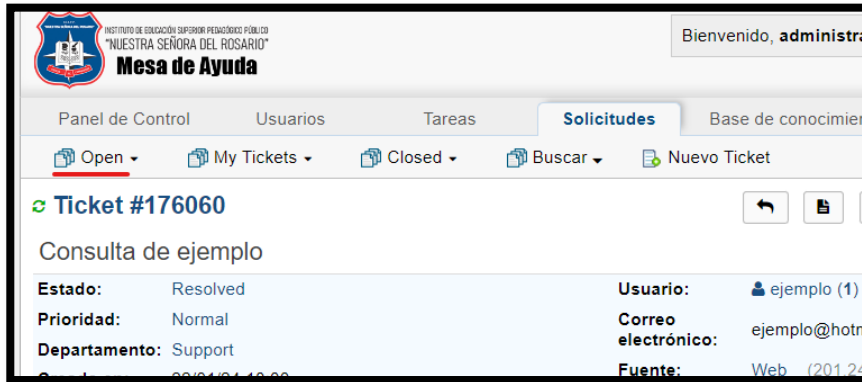 INSTITUTO DE EDUCACIÓN SUPERIOR PEDAGÓGICO PÚBLICO
"NUESTRA SEÑORA DEL ROSARIO"
Mesa de Ayuda
Bienvenido, administra
Panel de Control Usuarios Tareas Solicitudes Base de conocimien
Open My Tickets Closed Buscar Nuevo Ticket
Ticket #176060
Consulta de ejemplo
Estado: Resolved Usuario: ejemplo (1)
Prioridad: Normal Correo electrónico: ejemplo@hotm
Departamento: Support
Fuente: Web (201.24